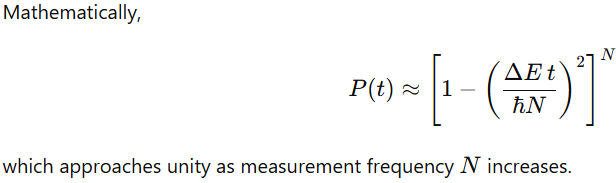 Mathematically,
P(t) ≈ [1 − (ΔE t / ħN)²]ᴺ
which approaches unity as measurement frequency N increases.